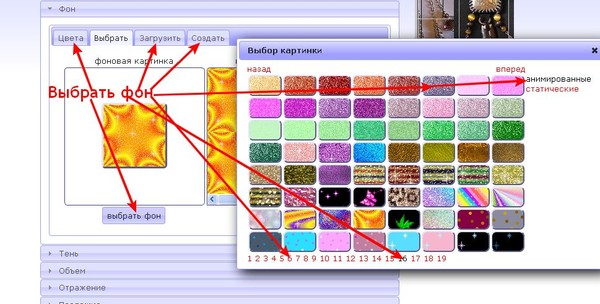 Фон
Цвета Выбрать Загрузить Создать
фоновая картинка
Выбрать фон
выбрать фон
Выбор картинки
назад вперед
анимированные
статические
1 2 3 4 5 6 7 8 9 10 11 12 13 14 15 16 17 18 19
Тень
Объем
Отражение